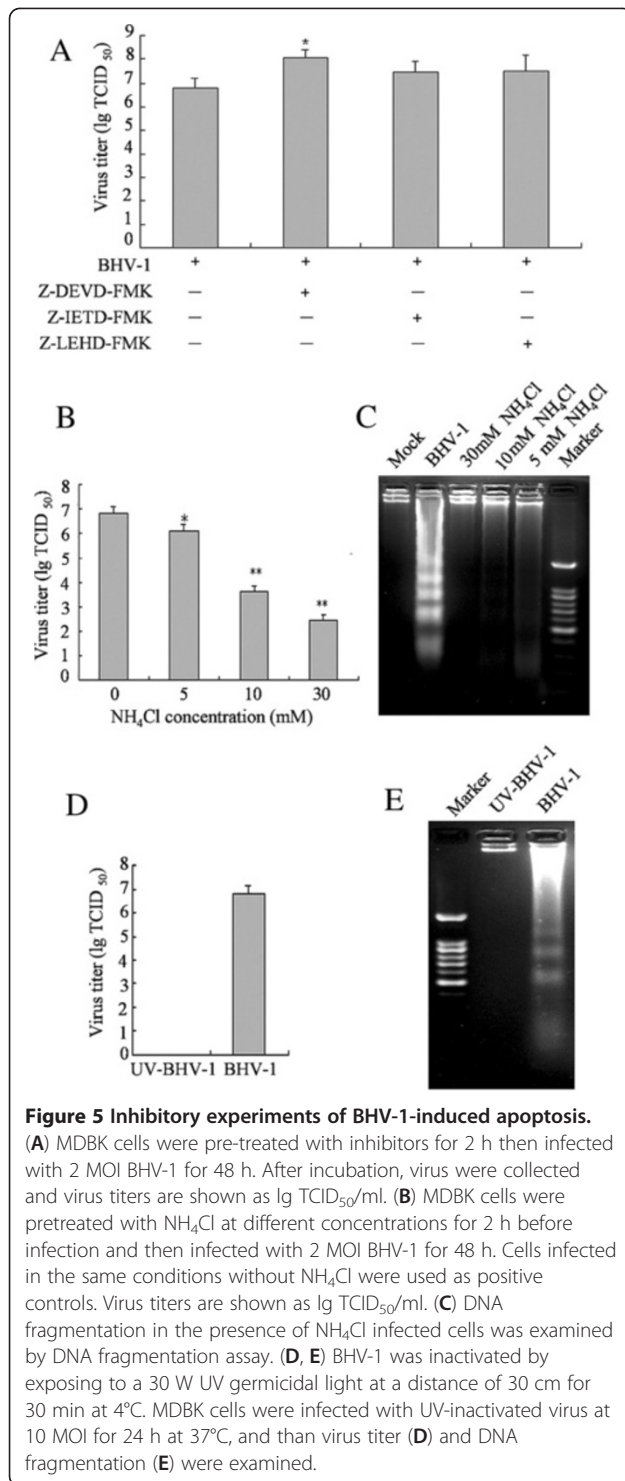 A
Virus titer (lg TCID 50)
9
8
7
6
5
4
3
2
1
0
*
BHV-1 + + + +
Z-DEVD-FMK — + — —
Z-IETD-FMK — — + —
Z-LEHD-FMK — — — +
B
Virus titer (lg TCID 50)
8
7
6
5
4
3
2
1
0
*
**
**
0 5 10 30
NH₄Cl concentration (mM)
C
Mock
BHV-1
30mM NH₄Cl
10mM NH₄Cl
5 mM NH₄Cl
Marker
D
Virus titer (lg TCID 50)
8
7
6
5
4
3
2
1
0
UV-BHV-1 BHV-1
E
Marker
UV-BHV-1
BHV-1
Figure 5 Inhibitory experiments of BHV-1-induced apoptosis.
(A) MDBK cells were pre-treated with inhibitors for 2 h then infected
with 2 MOI BHV-1 for 48 h. After incubation, virus were collected
and virus titers are shown as lg TCID₅₀/ml. (B) MDBK cells were
pretreated with NH₄Cl at different concentrations for 2 h before
infection and then infected with 2 MOI BHV-1 for 48 h. Cells infected
in the same conditions without NH₄Cl were used as positive
controls. Virus titers are shown as lg TCID₅₀/ml. (C) DNA
fragmentation in the presence of NH₄Cl infected cells was examined
by DNA fragmentation assay. (D, E) BHV-1 was inactivated by
exposing to a 30 W UV germicidal light at a distance of 30 cm for
30 min at 4°C. MDBK cells were infected with UV-inactivated virus at
10 MOI for 24 h at 37°C, and than virus titer (D) and DNA
fragmentation (E) were examined.